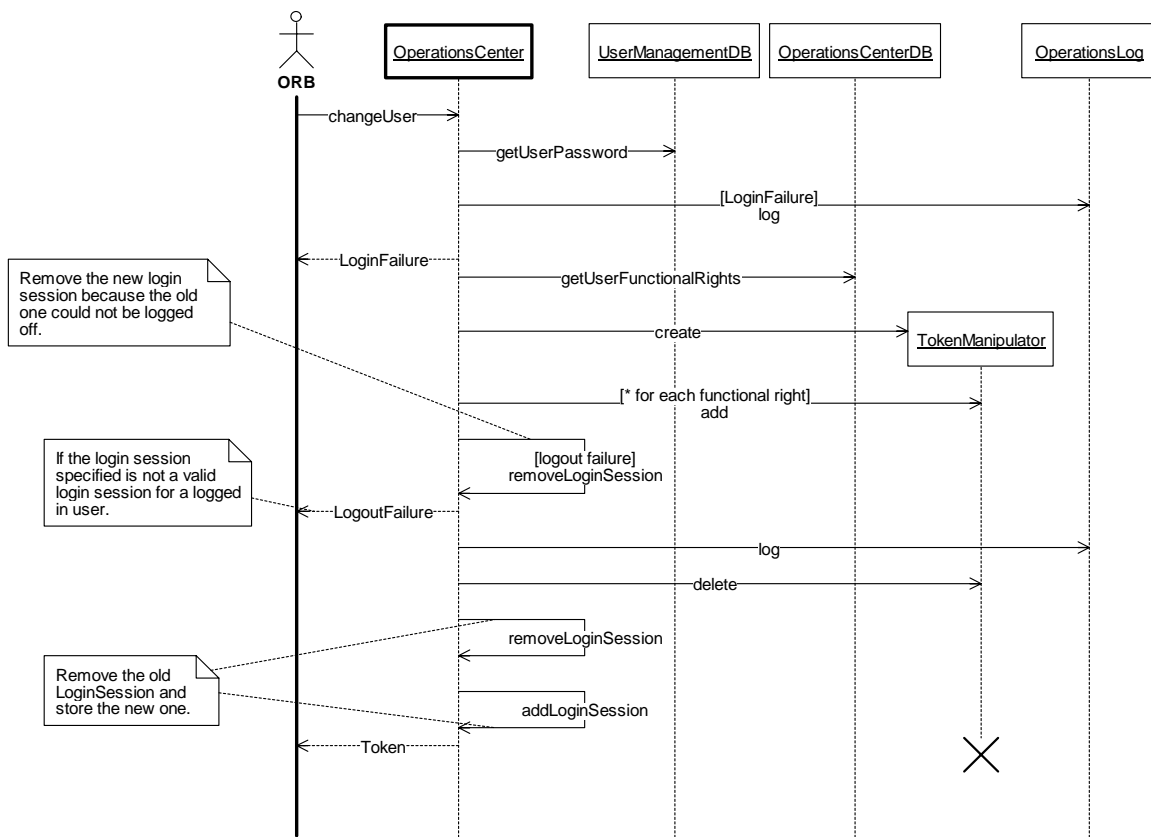 OperationsCenter
UserManagementDB
OperationsCenterDB
OperationsLog
ORB
changeUser
getUserPassword
[LoginFailure]
log
LoginFailure
Remove the new login
session because the old
one could not be logged
off.
getUserFunctionalRights
create
TokenManipulator
[* for each functional right]
add
If the login session
specified is not a valid
login session for a logged
in user.
[logout failure]
removeLoginSession
LogoutFailure
log
delete
removeLoginSession
Remove the old
LoginSession and
store the new one.
addLoginSession
Token